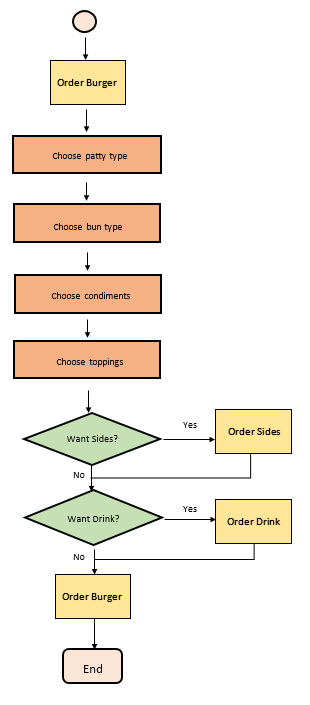 Order Burger
Choose patty type
Choose bun type
Choose condiments
Choose toppings
Want Sides?
Yes
Order Sides
No
Want Drink?
Yes
Order Drink
No
Order Burger
End